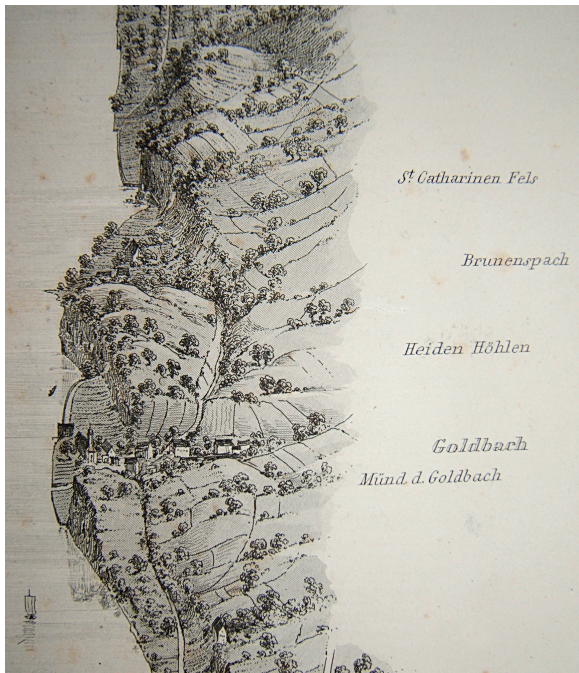 St Catharinen Fels
Brunenspach
Heiden Höhlen
Goldbach
Münd. d. Goldbach